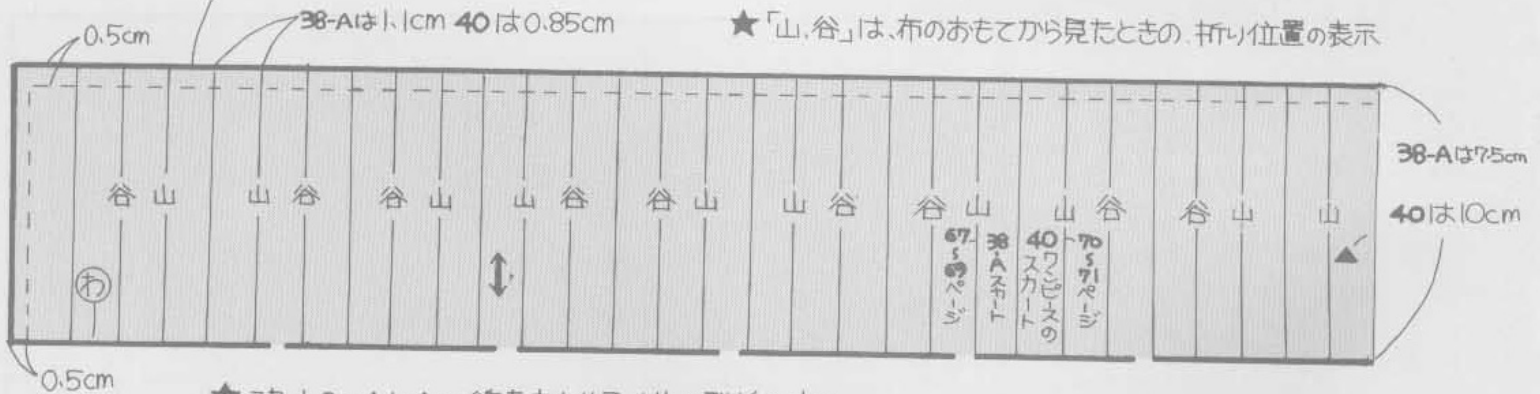 38-Aは1.1cm 40は0.85cm
★「山、谷」は、布のおもてから見たときの、折り位置の表示
0.5cm
38-Aは7.5cm
40は10cm
谷 山 山 谷 谷 山 山 谷 谷 山 山 谷 谷 山 山 谷 谷 山 山
67〜69ページ
38-Aスカート
40ワンピースのスカート
70〜71ページ
わ
0.5cm